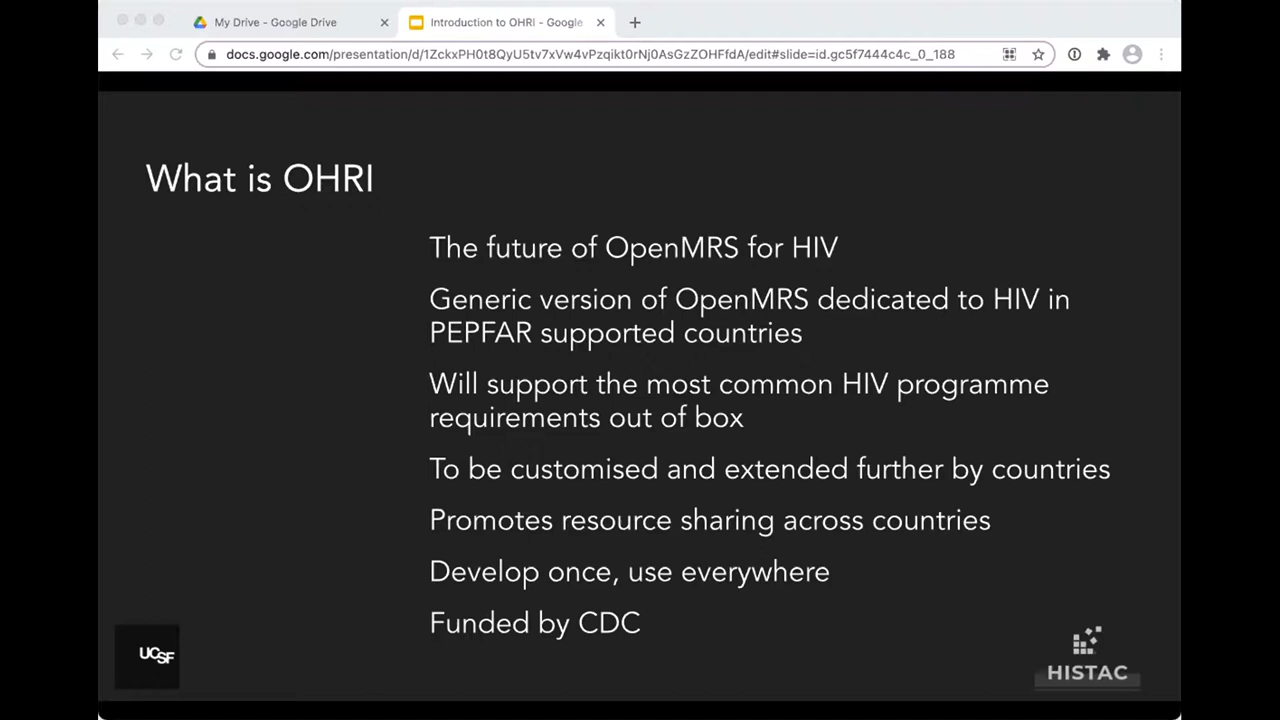 My Drive - Google Drive
Introduction to OHRI - Google
docs.google.com/presentation/d/1ZckxPH0t8QyU5tv7xVw4vPzqikt0rNj0AsGzZOHFfdA/edit#slide=id.gc5f7444c4c_0_188
What is OHRI
The future of OpenMRS for HIV
Generic version of OpenMRS dedicated to HIV in
PEPFAR supported countries
Will support the most common HIV programme
requirements out of box
To be customised and extended further by countries
Promotes resource sharing across countries
Develop once, use everywhere
Funded by CDC
UCSF
HISTAC